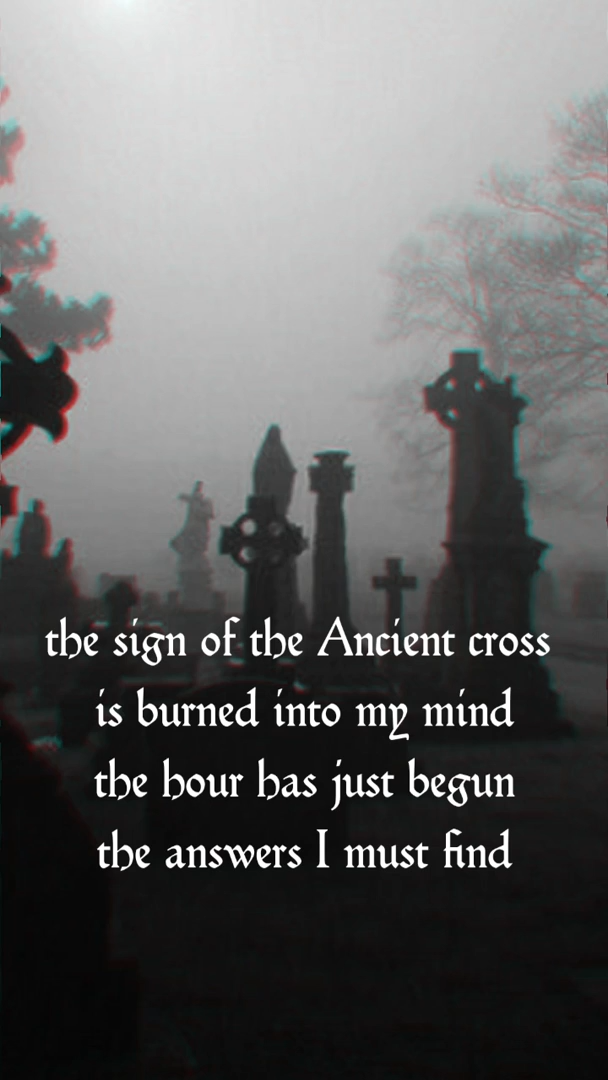 the sign of the Ancient cross
is burned into my mind
the hour has just begun
the answers I must find